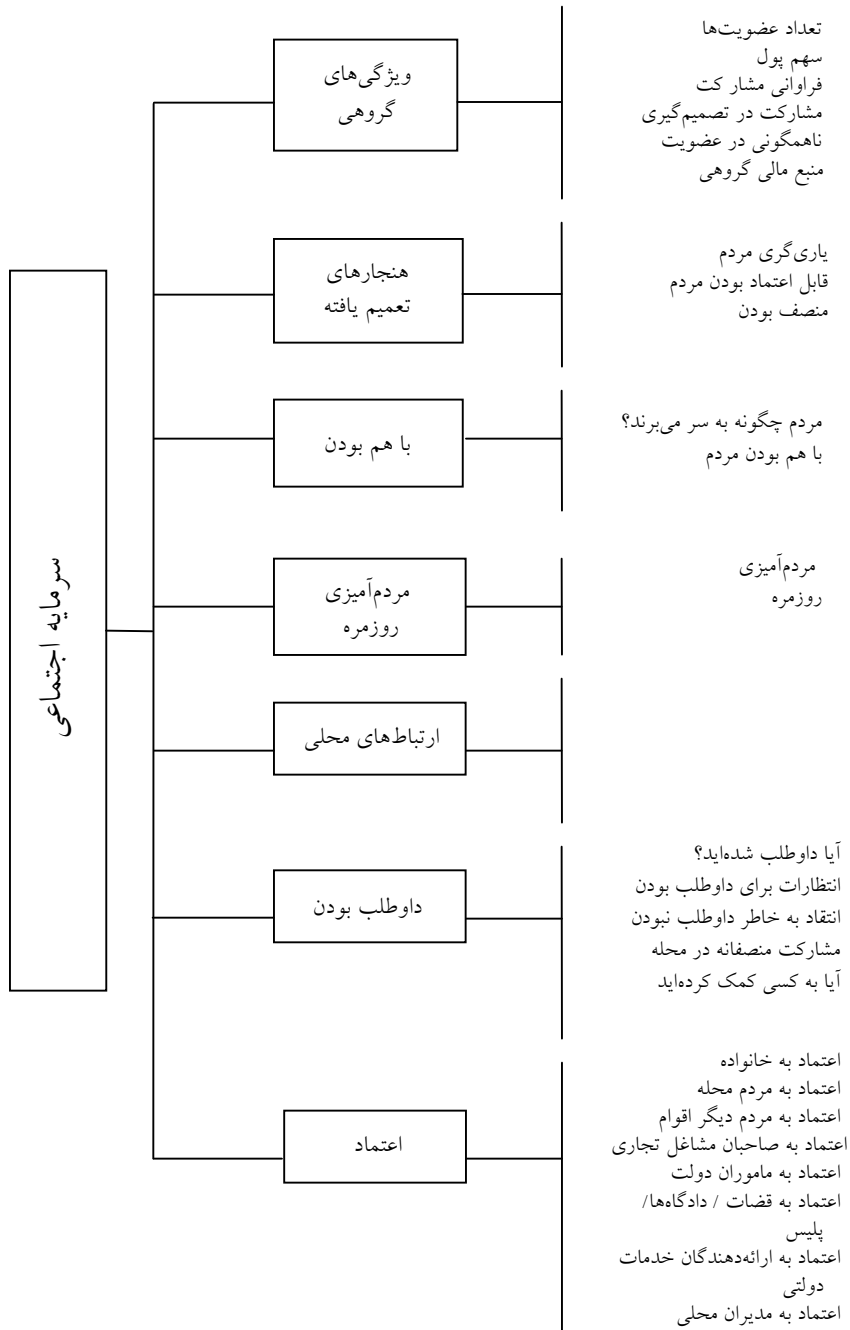 سرمایه اجتماعی
ویژگی‌های
گروهی
تعداد عضویت‌ها
سهم پول
فراوانی مشار کت
مشارکت در تصمیم‌گیری
ناهمگونی در عضویت
منبع مالی گروهی
هنجارهای
تعمیم یافته
یاری‌گری مردم
قابل اعتماد بودن مردم
منصف بودن
با هم بودن
مردم چگونه به سر می‌برند؟
با هم بودن مردم
مردم‌آمیزی
روزمره
مردم‌آمیزی
روزمره
ارتباط‌های محلی
داوطلب بودن
آیا داوطلب شده‌اید؟
انتظارات برای داوطلب بودن
انتقاد به خاطر داوطلب نبودن
مشارکت منصفانه در محله
آیا به کسی کمک کرده‌اید
اعتماد
اعتماد به خانواده
اعتماد به مردم محله
اعتماد به مردم دیگر اقوام
اعتماد به صاحبان مشاغل تجاری
اعتماد به ماموران دولت
اعتماد به قضات / دادگاه‌ها/
پلیس
اعتماد به ارائه‌دهندگان خدمات
دولتی
اعتماد به مدیران محلی